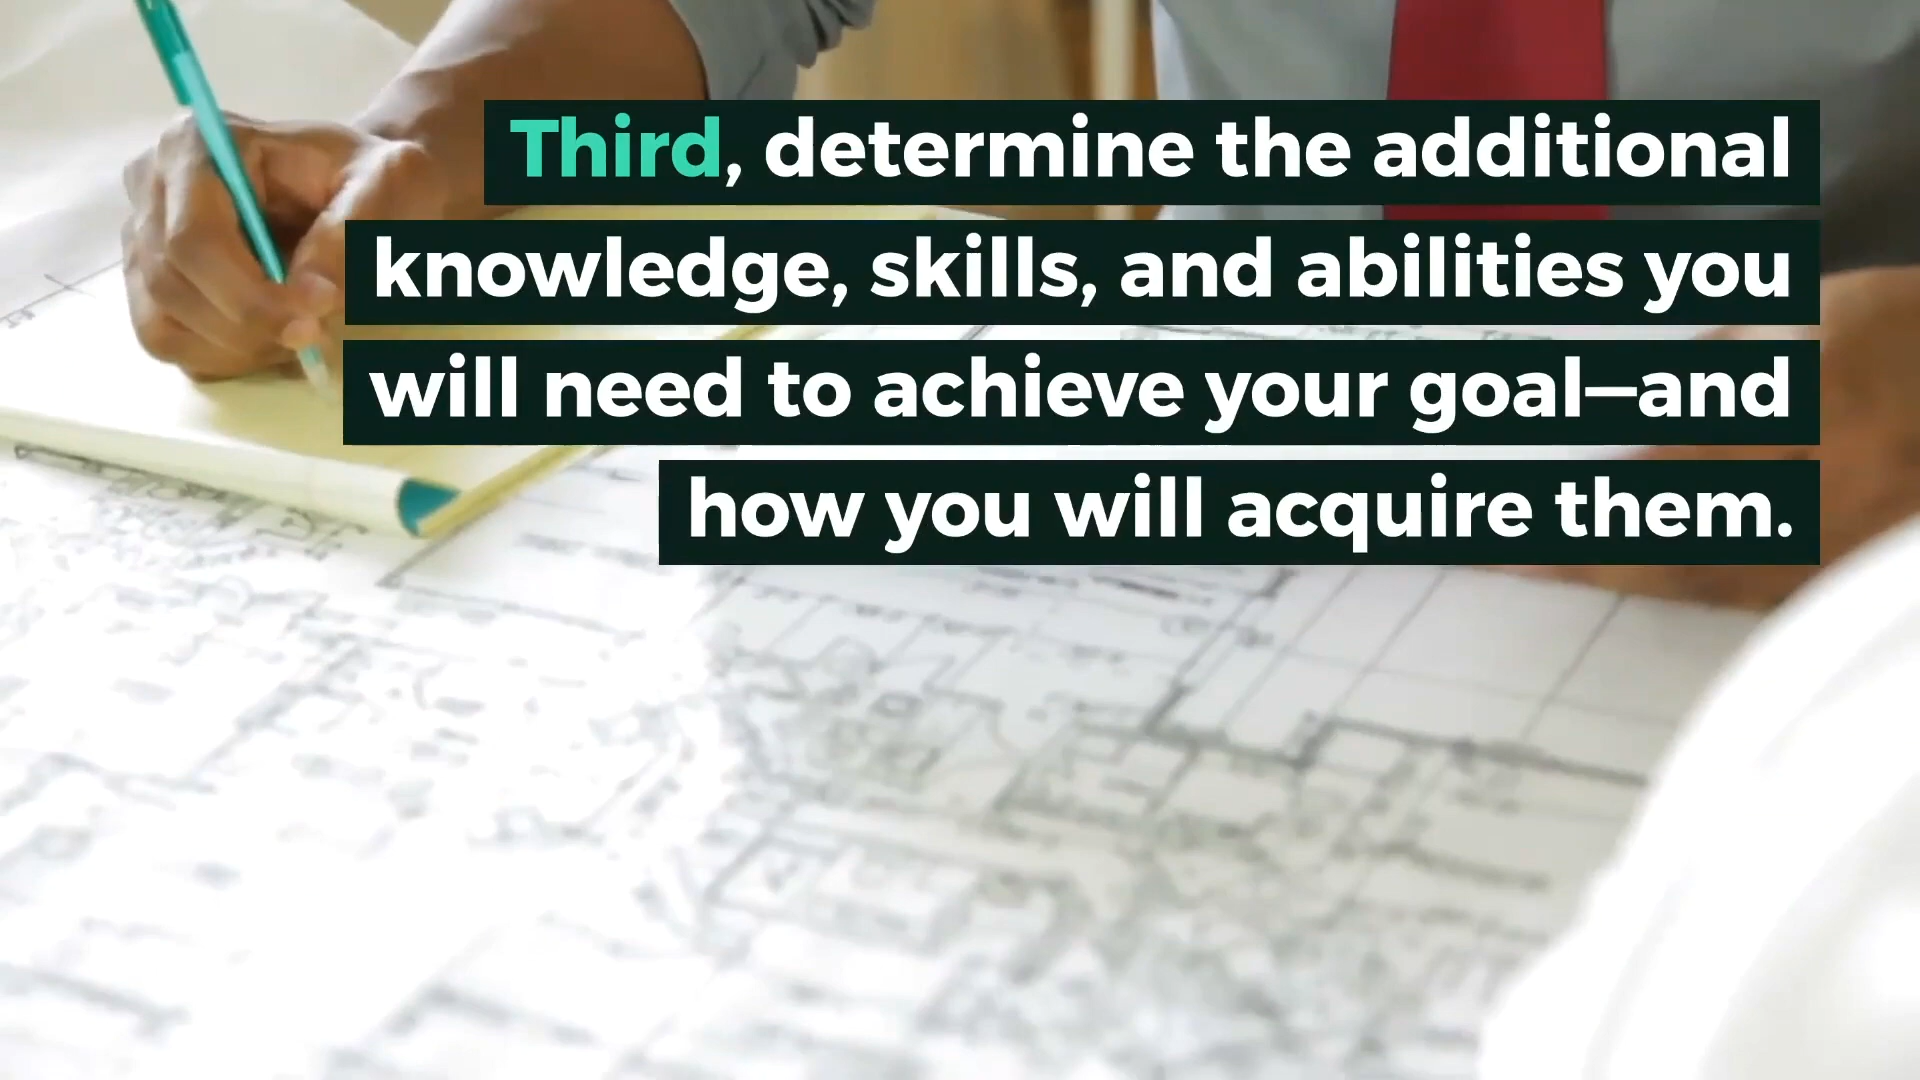 Third, determine the additional
knowledge, skills, and abilities you
will need to achieve your goal—and
how you will acquire them.